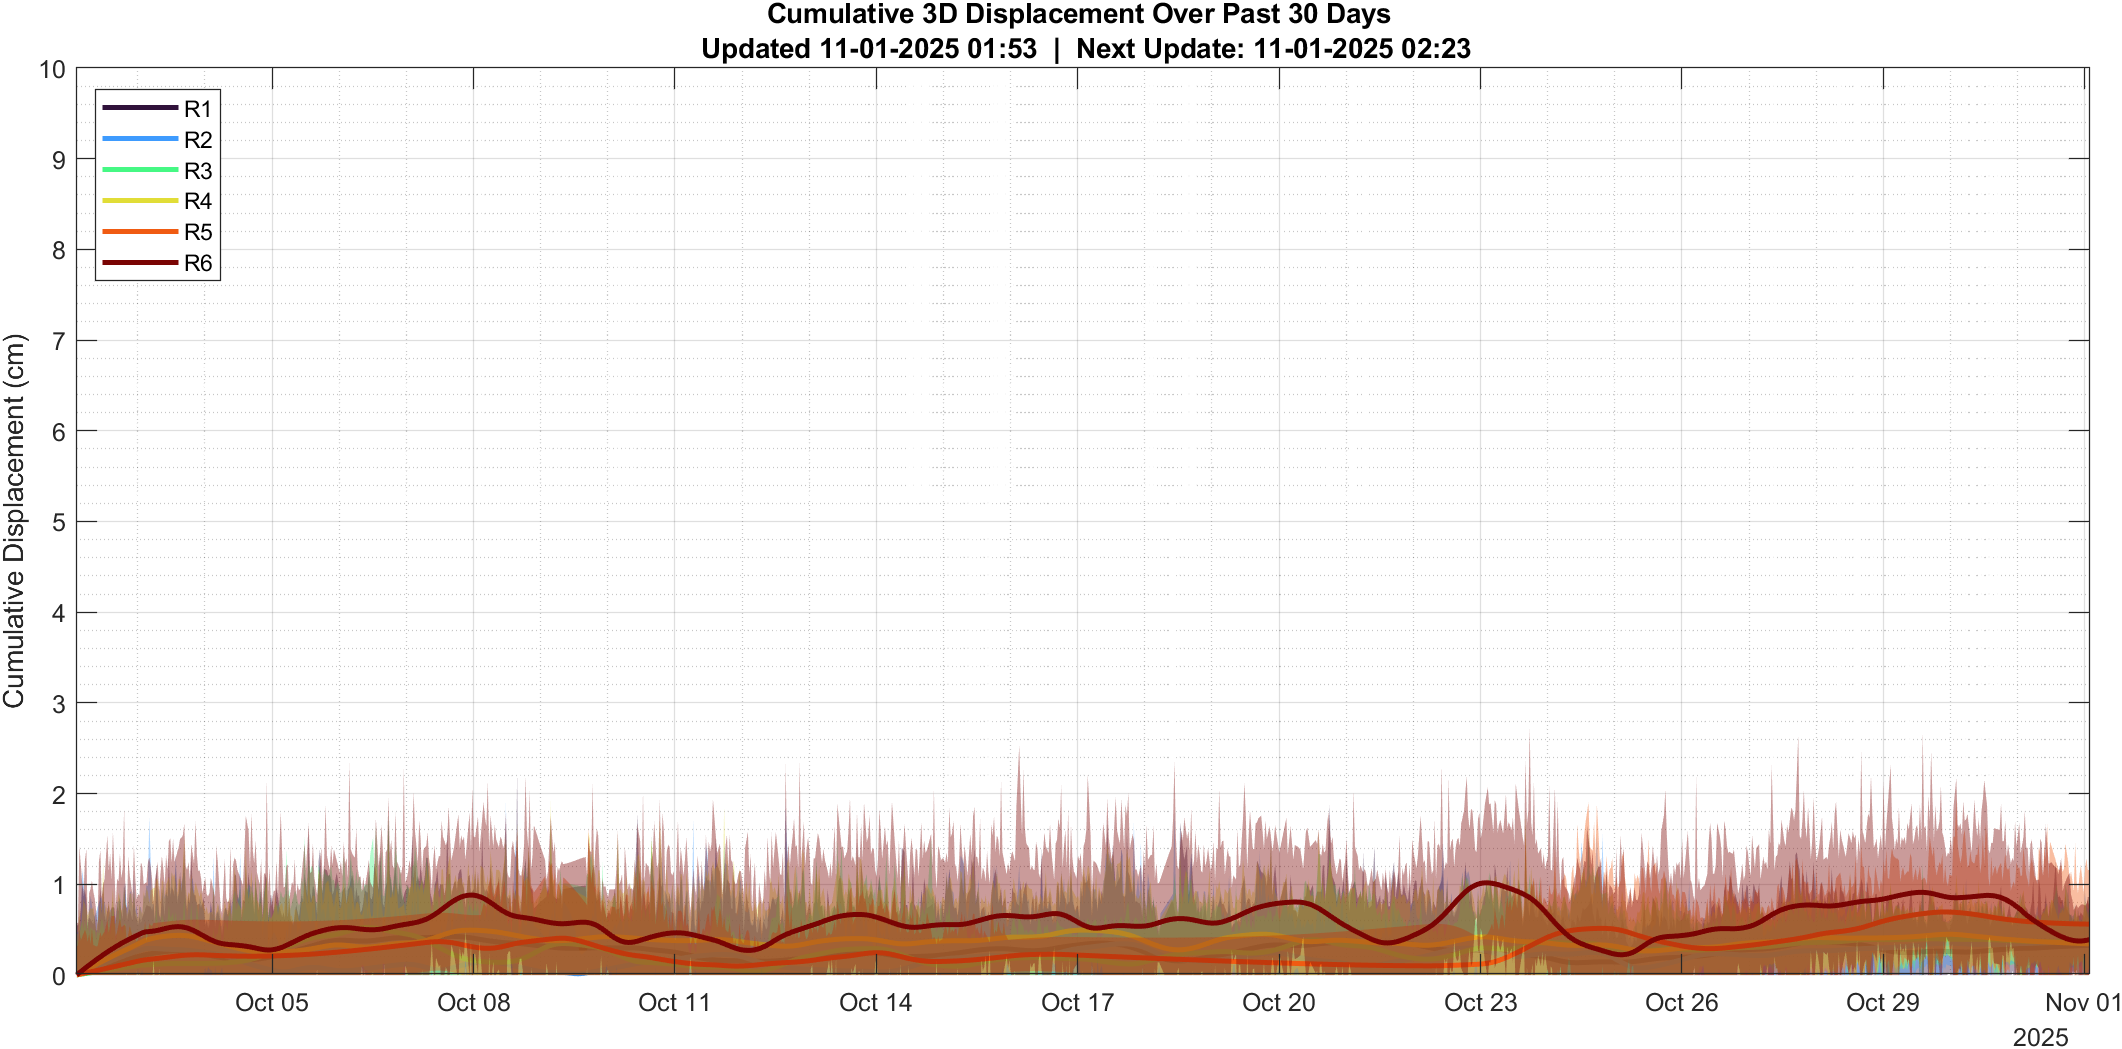 Cumulative 3D Displacement Over Past 30 Days
Updated 11-01-2025 01:53 | Next Update: 11-01-2025 02:23
Cumulative Displacement (cm)
10
9
8
7
6
5
4
3
2
1
0
R1
R2
R3
R4
R5
R6
Oct 05
Oct 08
Oct 11
Oct 14
Oct 17
Oct 20
Oct 23
Oct 26
Oct 29
Nov 01
2025